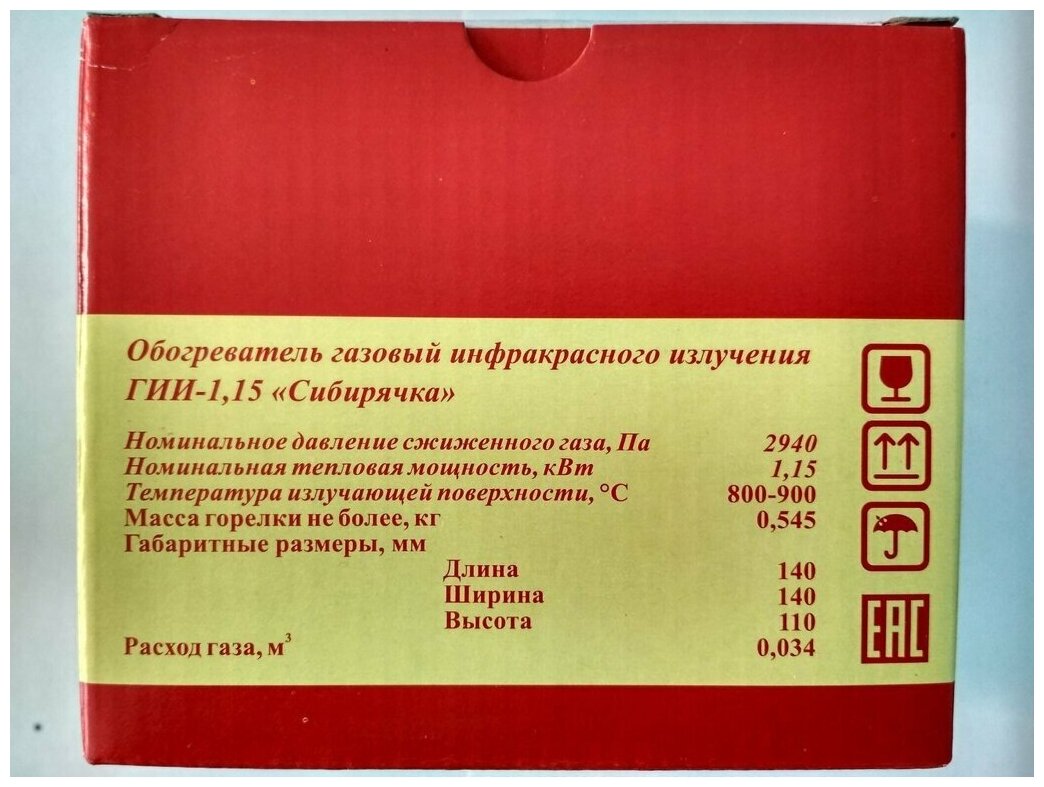 Обогреватель газовый инфракрасного излучения
ГИИ-1,15 «Сибирячка»
Номинальное давление сжиженного газа, Па 2940
Номинальная тепловая мощность, кВт 1,15
Температура излучающей поверхности, °С 800-900
Масса горелки не более, кг 0,545
Габаритные размеры, мм
Длина 140
Ширина 140
Высота 110
Расход газа, м³ 0,034
ЕАС